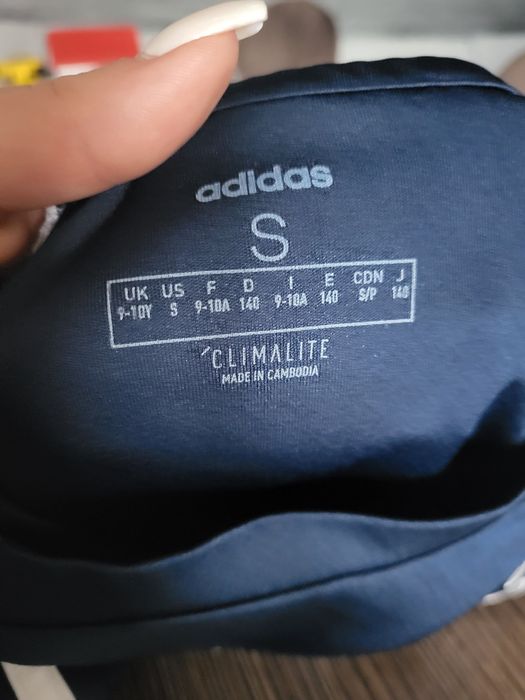 adidas
S
UK US F D I E CDN J
9-10Y S 9-10A 140 9-10A 140 S/P 140
CLIMALITE
MADE IN CAMBODIA